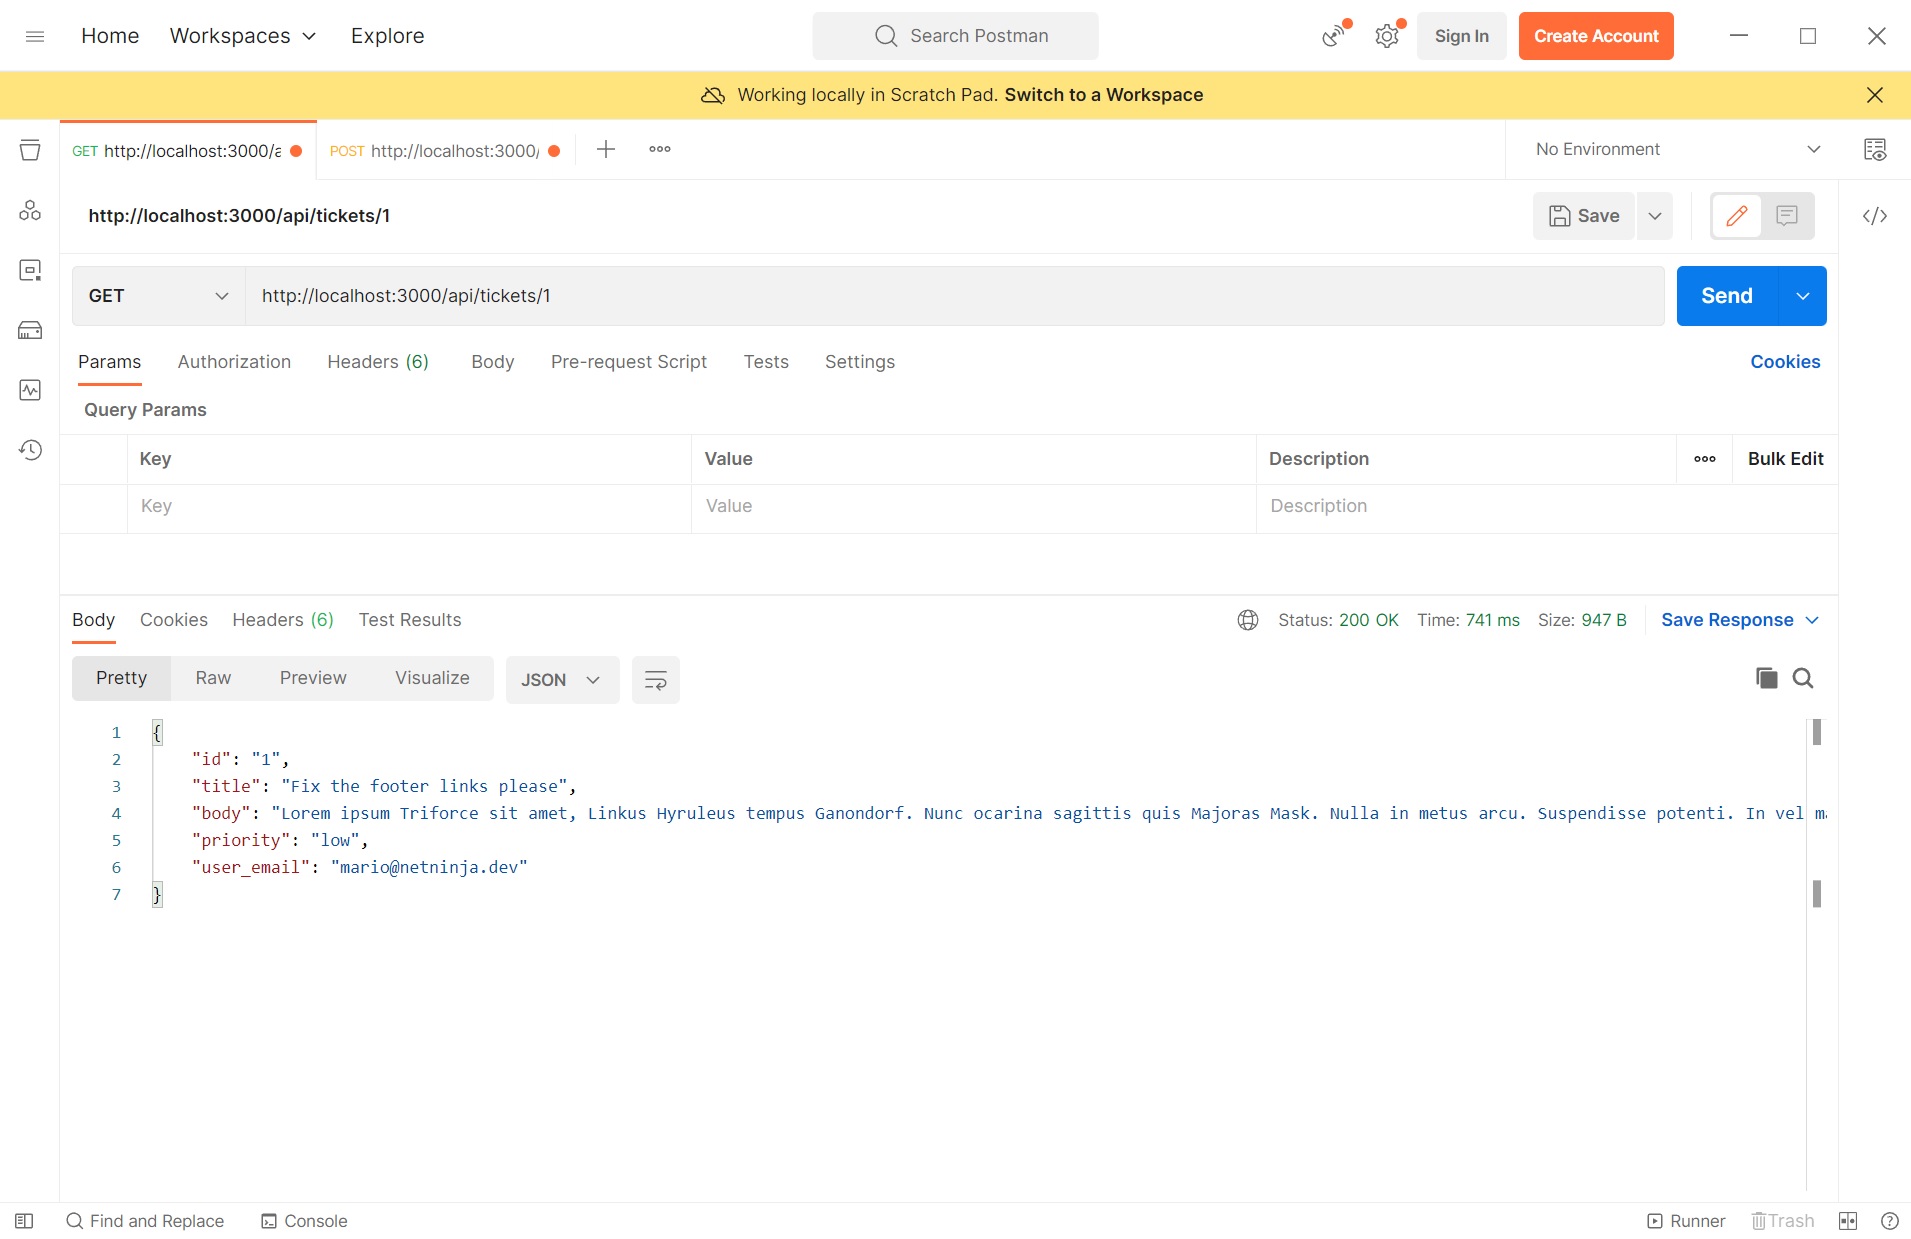 Home Workspaces Explore Search Postman Sign In Create Account
Working locally in Scratch Pad. Switch to a Workspace
GET http://localhost:3000/a POST http://localhost:3000/ No Environment
http://localhost:3000/api/tickets/1 Save
GET http://localhost:3000/api/tickets/1 Send
Params Authorization Headers (6) Body Pre-request Script Tests Settings Cookies
Query Params
Key Value Description Bulk Edit
Key Value Description
Body Cookies Headers (6) Test Results Status: 200 OK Time: 741 ms Size: 947 B Save Response
Pretty Raw Preview Visualize JSON
1 {
2 "id": "1",
3 "title": "Fix the footer links please",
4 "body": "Lorem ipsum Triforce sit amet, Linkus Hyruleus tempus Ganondorf. Nunc ocarina sagittis quis Majoras Mask. Nulla in metus arcu. Suspendisse potenti. In vel
5 "priority": "low",
6 "user_email": "mario@netninja.dev"
7 }
Find and Replace Console Runner Trash